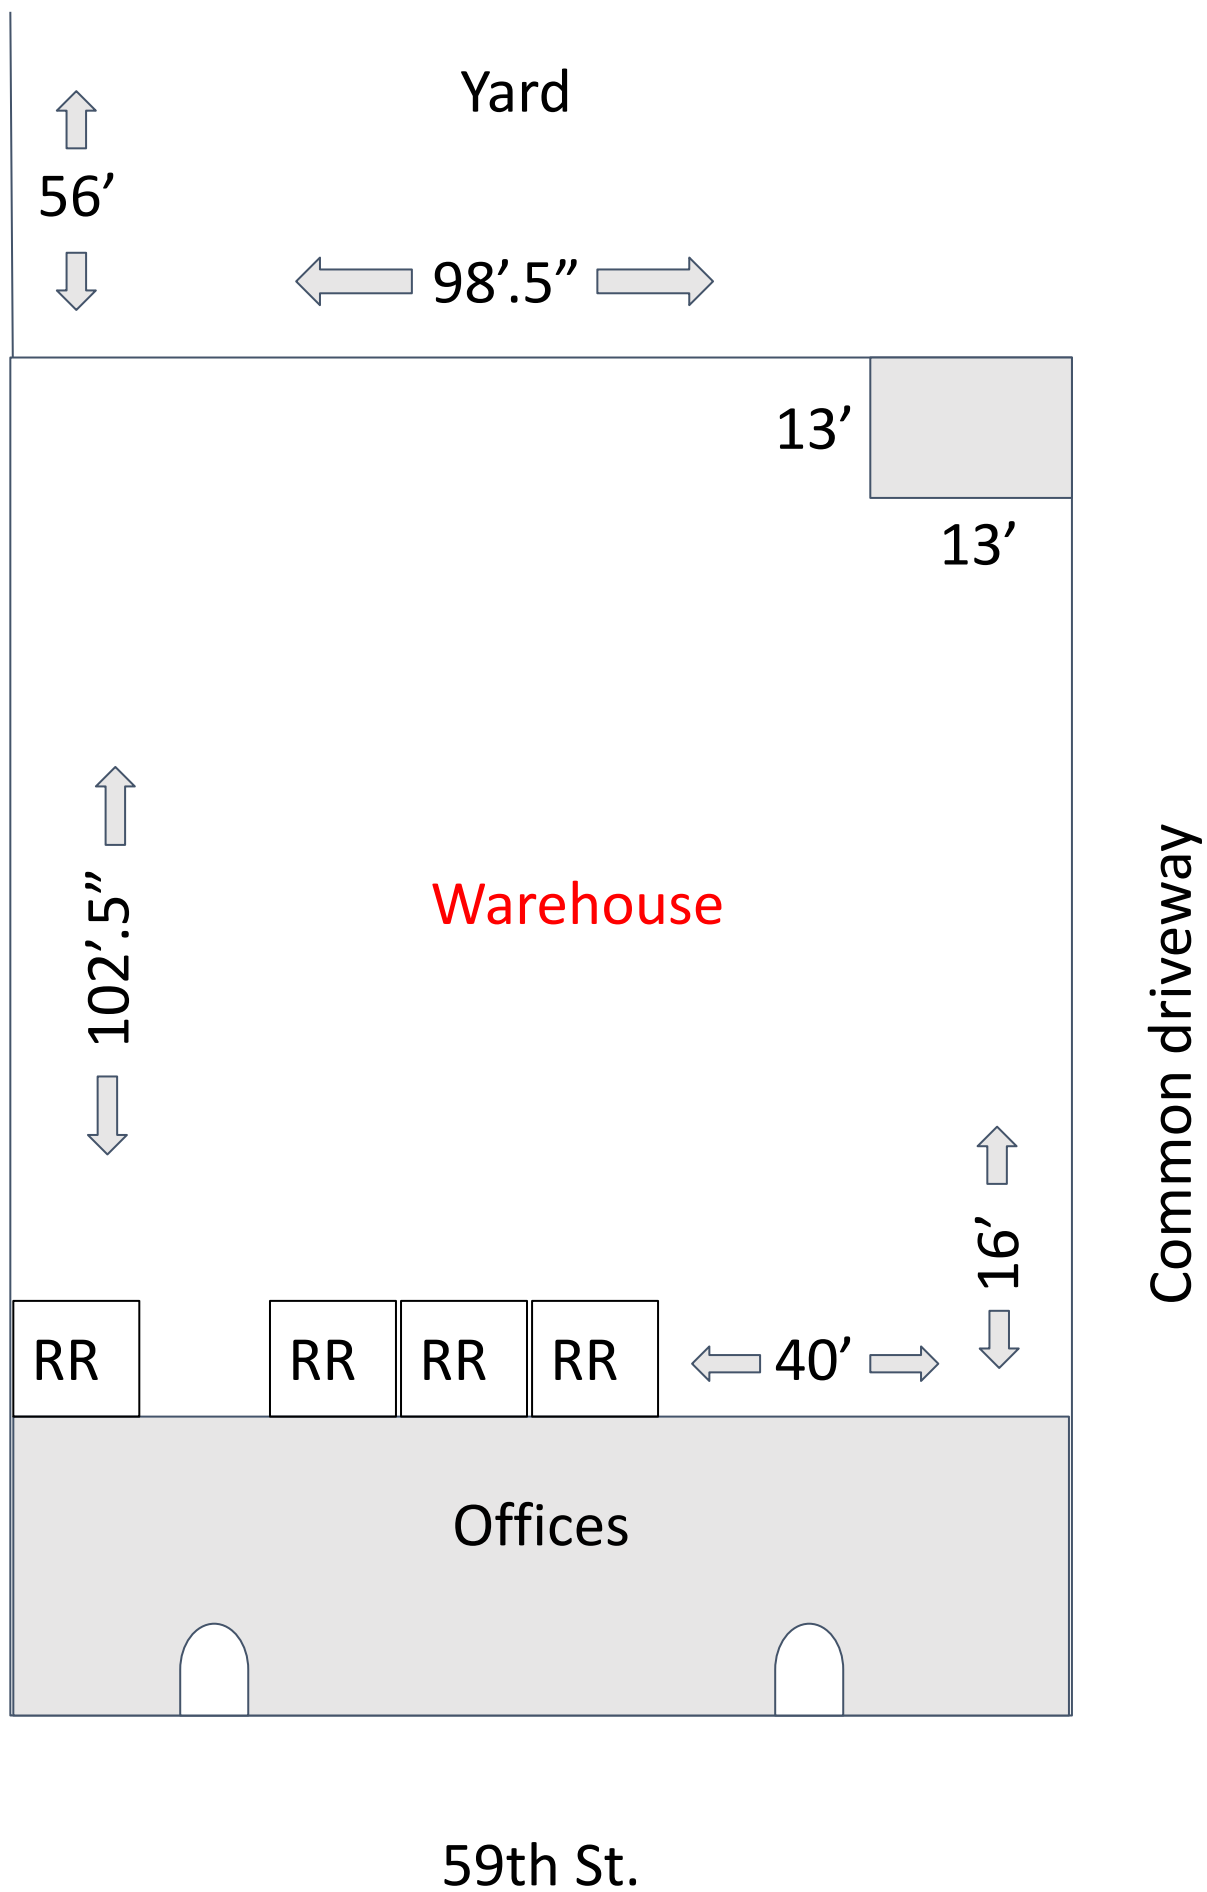 Yard
56’
98’.5”
13’
13’
102’.5”
Warehouse
Common driveway
16’
RR
RR
RR
RR
40’
Offices
59th St.